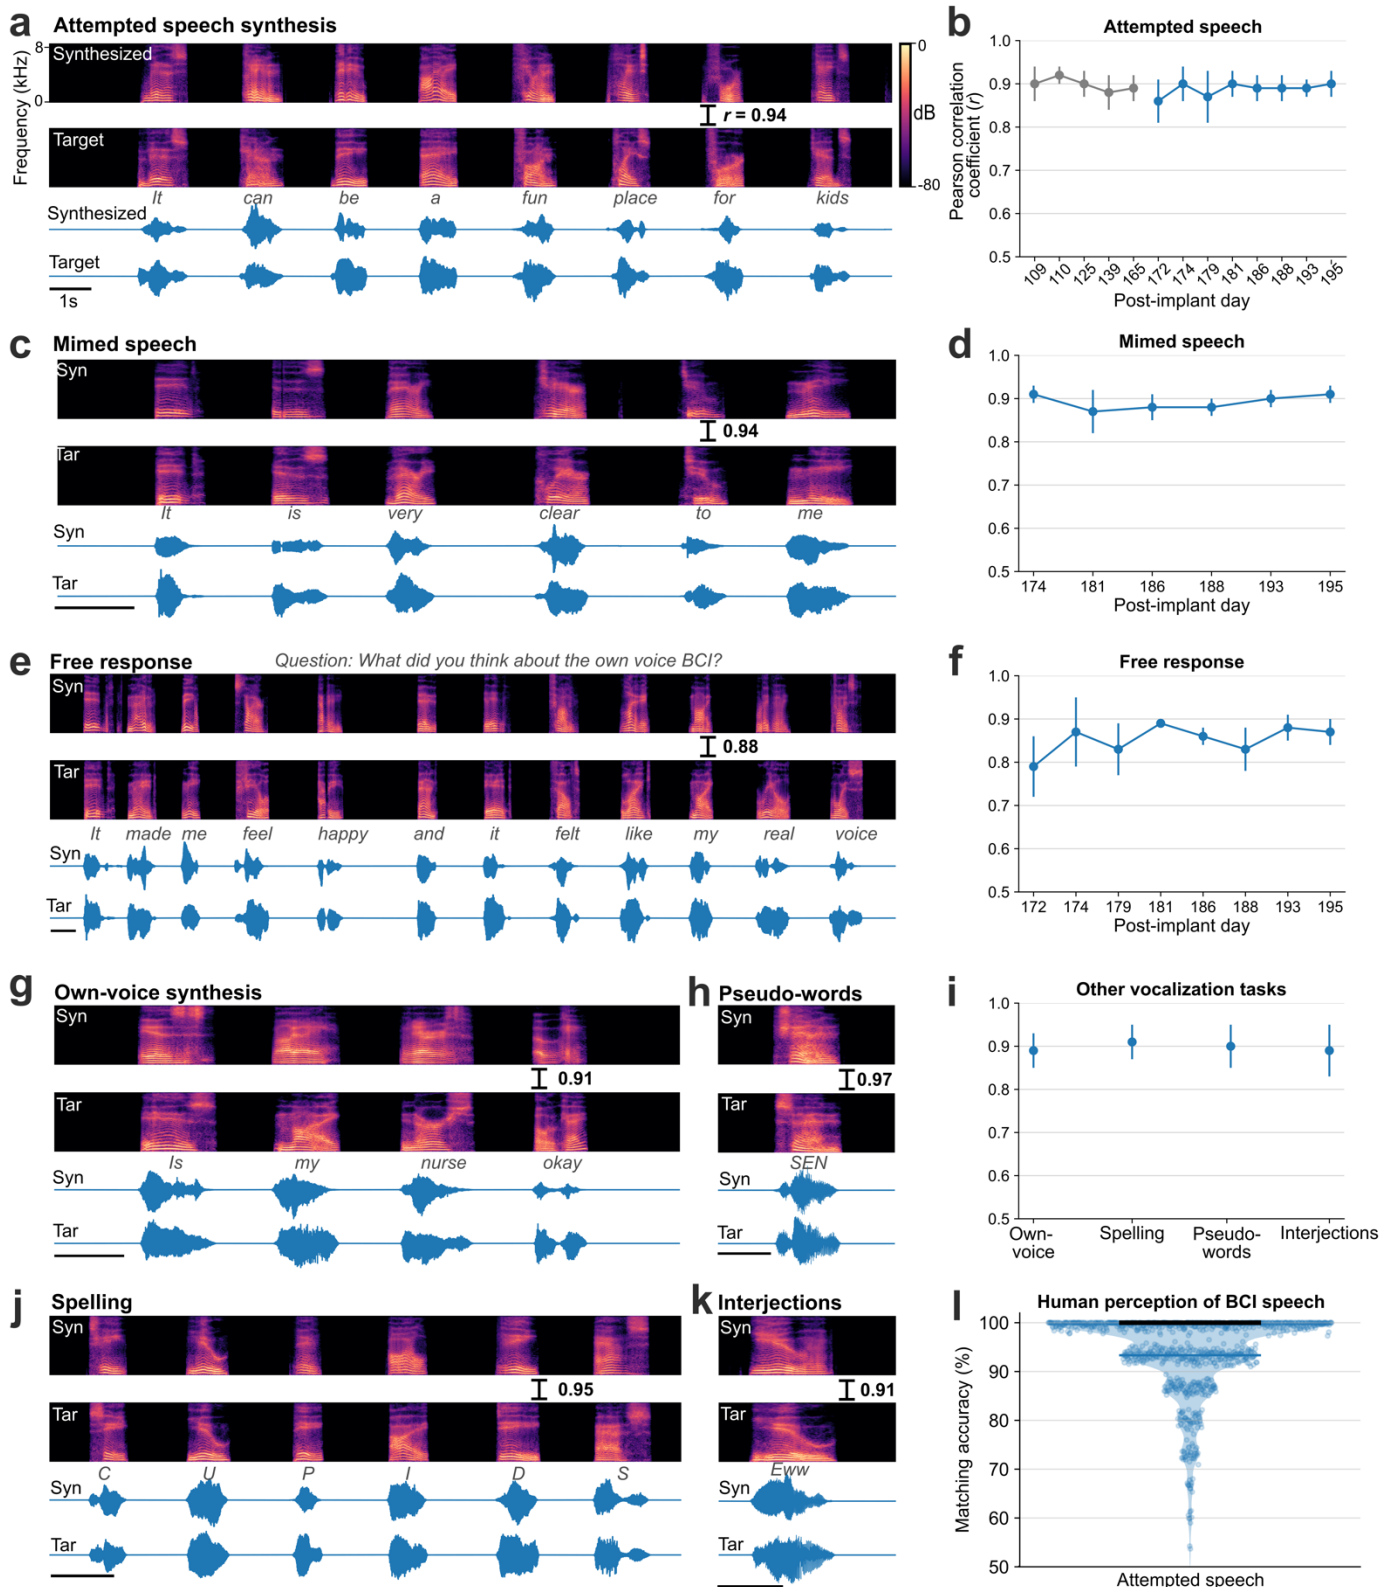 a Attempted speech synthesis
Frequency (kHz)
8
0
Synthesized
0
dB
-80
r = 0.94
Target
It can be a fun place for kids
Synthesized
Target
1s
b Attempted speech
Pearson correlation
coefficient (r)
1.0
0.9
0.8
0.7
0.6
0.5
109 110 125 139 165 172 174 179 181 186 188 193 195
Post-implant day
c Mimed speech
Syn
0.94
Tar
It is very clear to me
Syn
Tar
d Mimed speech
1.0
0.9
0.8
0.7
0.6
0.5
174 181 186 188 193 195
Post-implant day
e Free response Question: What did you think about the own voice BCI?
Syn
0.88
Tar
It made me feel happy and it felt like my real voice
Syn
Tar
f Free response
1.0
0.9
0.8
0.7
0.6
0.5
172 174 179 181 186 188 193 195
Post-implant day
g Own-voice synthesis
Syn
0.91
Tar
Is my nurse okay
Syn
Tar
h Pseudo-words
Syn
0.97
Tar
SEN
Syn
Tar
i Other vocalization tasks
1.0
0.9
0.8
0.7
0.6
0.5
Own-
voice
Spelling
Pseudo-
words
Interjections
j Spelling
Syn
0.95
Tar
C U P I D S
Syn
Tar
k Interjections
Syn
0.91
Tar
Eww
Syn
Tar
l Human perception of BCI speech
Matching accuracy (%)
100
90
80
70
60
50
Attempted speech